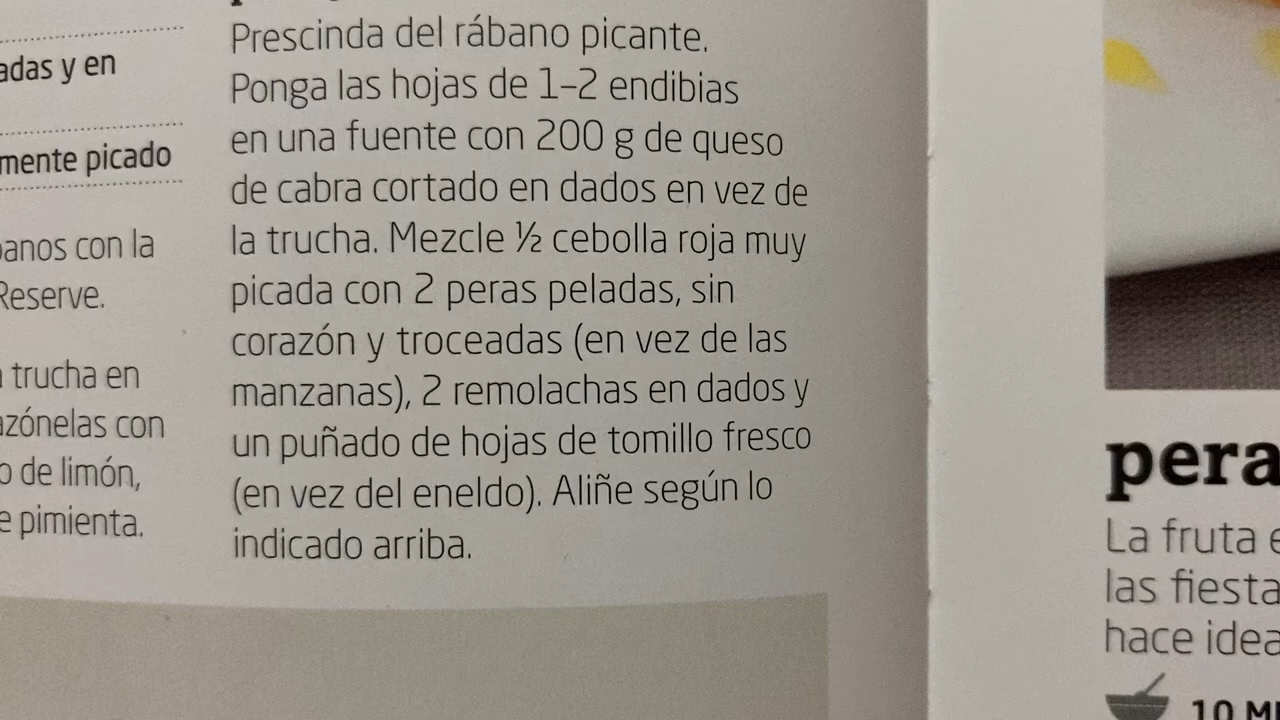 adas y en
mente picado
banos con la
Reserve.
trucha en
azónelas con
o de limón,
e pimienta.
Prescinda del rábano picante.
Ponga las hojas de 1–2 endibias
en una fuente con 200 g de queso
de cabra cortado en dados en vez de
la trucha. Mezcle ½ cebolla roja muy
picada con 2 peras peladas, sin
corazón y troceadas (en vez de las
manzanas), 2 remolachas en dados y
un puñado de hojas de tomillo fresco
(en vez del eneldo). Aliñe según lo
indicado arriba.
pera
La fruta e
las fiesta
hace idea
10 M